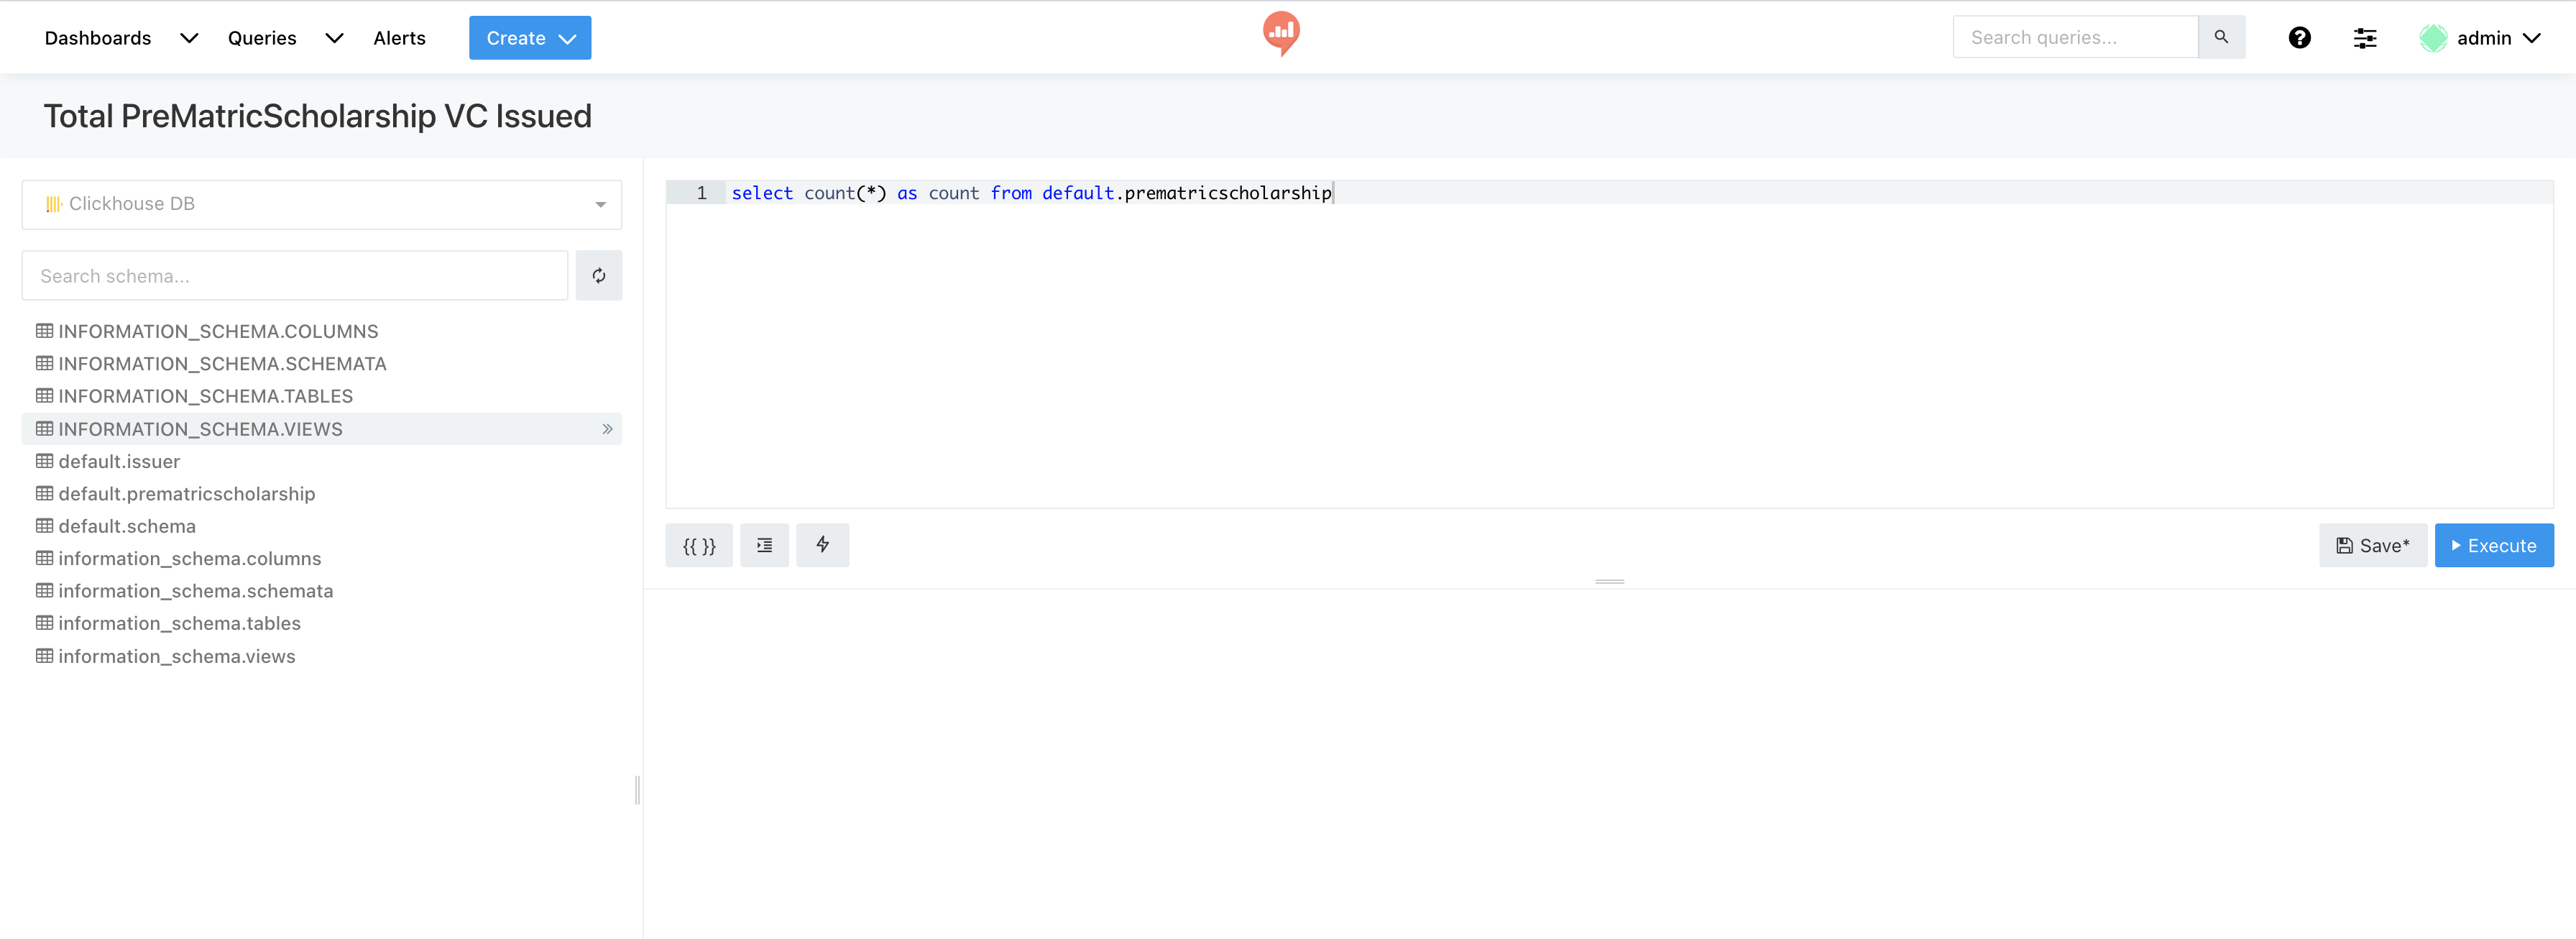 Dashboards Queries Alerts Create Search queries... admin
Total PreMatricScholarship VC Issued
Clickhouse DB
Search schema...
INFORMATION_SCHEMA.COLUMNS
INFORMATION_SCHEMA.SCHEMATA
INFORMATION_SCHEMA.TABLES
INFORMATION_SCHEMA.VIEWS
default.issuer
default.prematricscholarship
default.schema
information_schema.columns
information_schema.schemata
information_schema.tables
information_schema.views
1 select count(*) as count from default.prematricscholarship
{{ }} Save* Execute